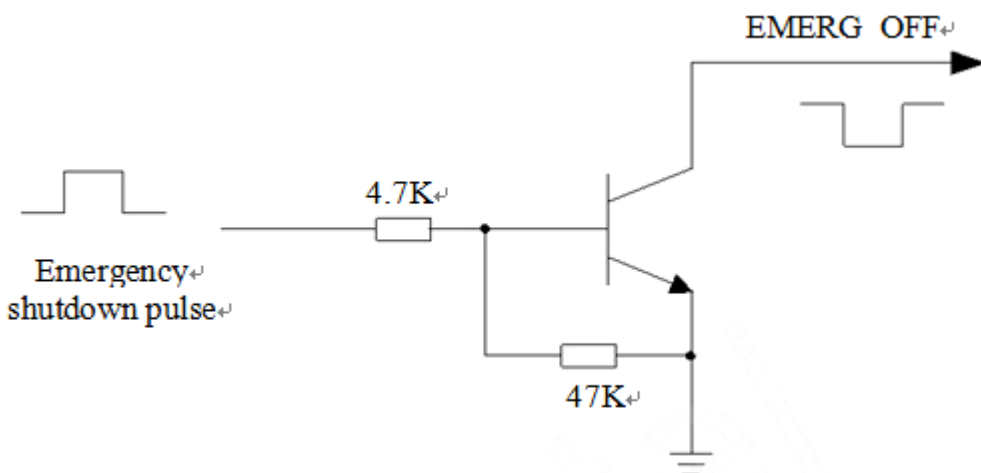 EMERG OFF↵
4.7K↵
Emergency↵
shutdown pulse↵
47K↵